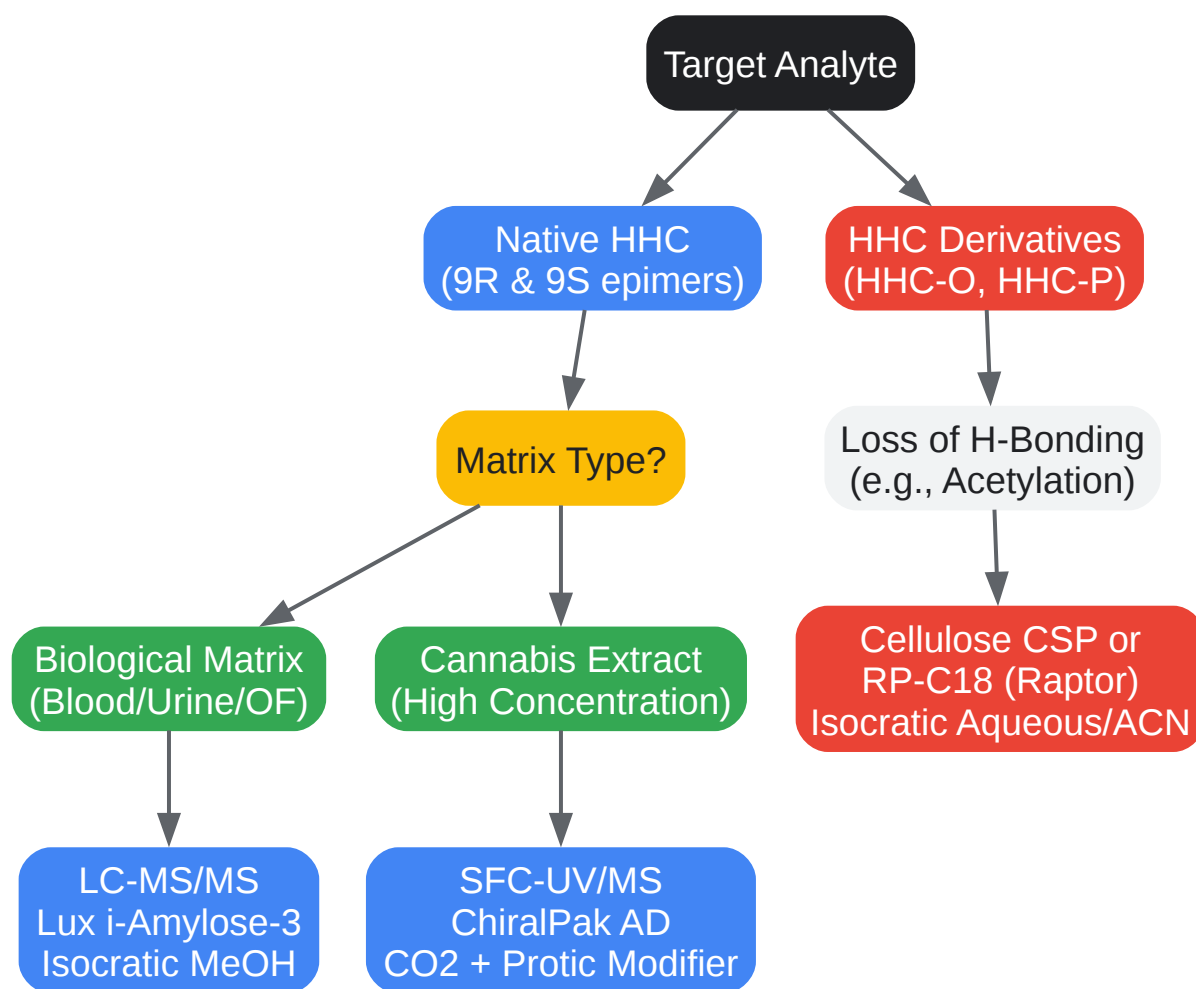 Target Analyte
Native HHC
(9R & 9S epimers)
HHC Derivatives
(HHC-O, HHC-P)
Matrix Type?
Loss of H-Bonding
(e.g., Acetylation)
Biological Matrix
(Blood/Urine/OF)
Cannabis Extract
(High Concentration)
Cellulose CSP or
RP-C18 (Raptor)
Isocratic Aqueous/ACN
LC-MS/MS
Lux i-Amylose-3
Isocratic MeOH
SFC-UV/MS
ChiralPak AD
CO2 + Protic Modifier